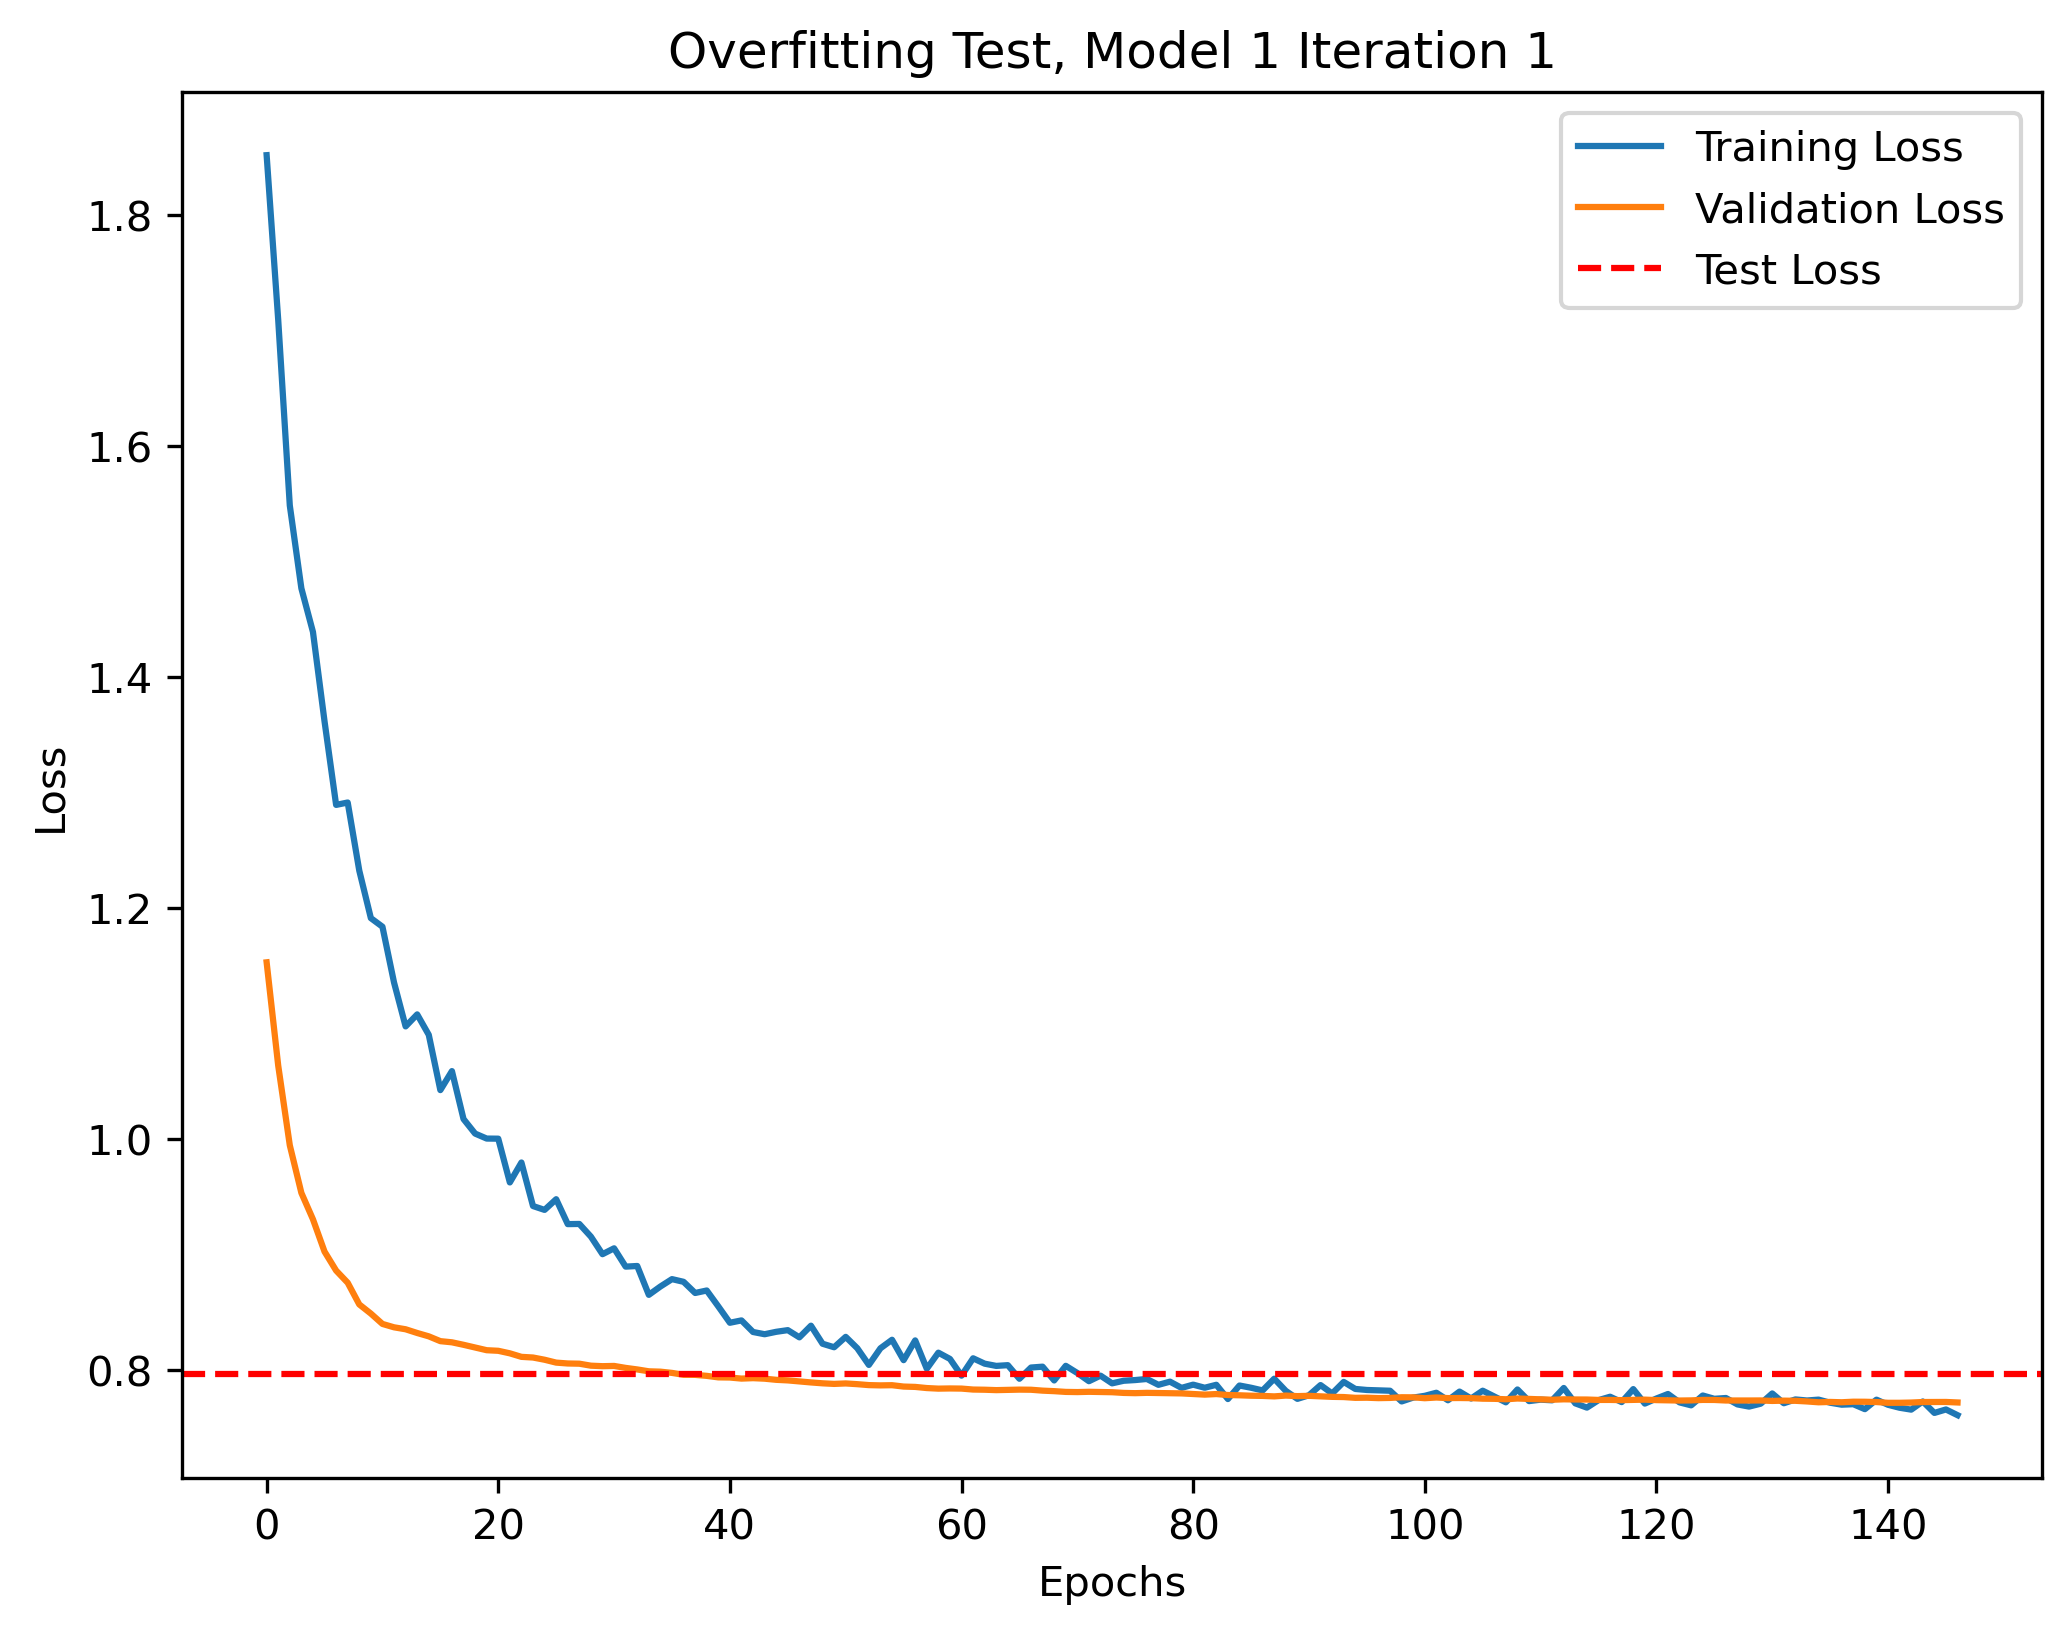 Overfitting Test, Model 1 Iteration 1
Training Loss
Validation Loss
Test Loss
Loss
1.8
1.6
1.4
1.2
1.0
0.8
0
20
40
60
80
100
120
140
Epochs